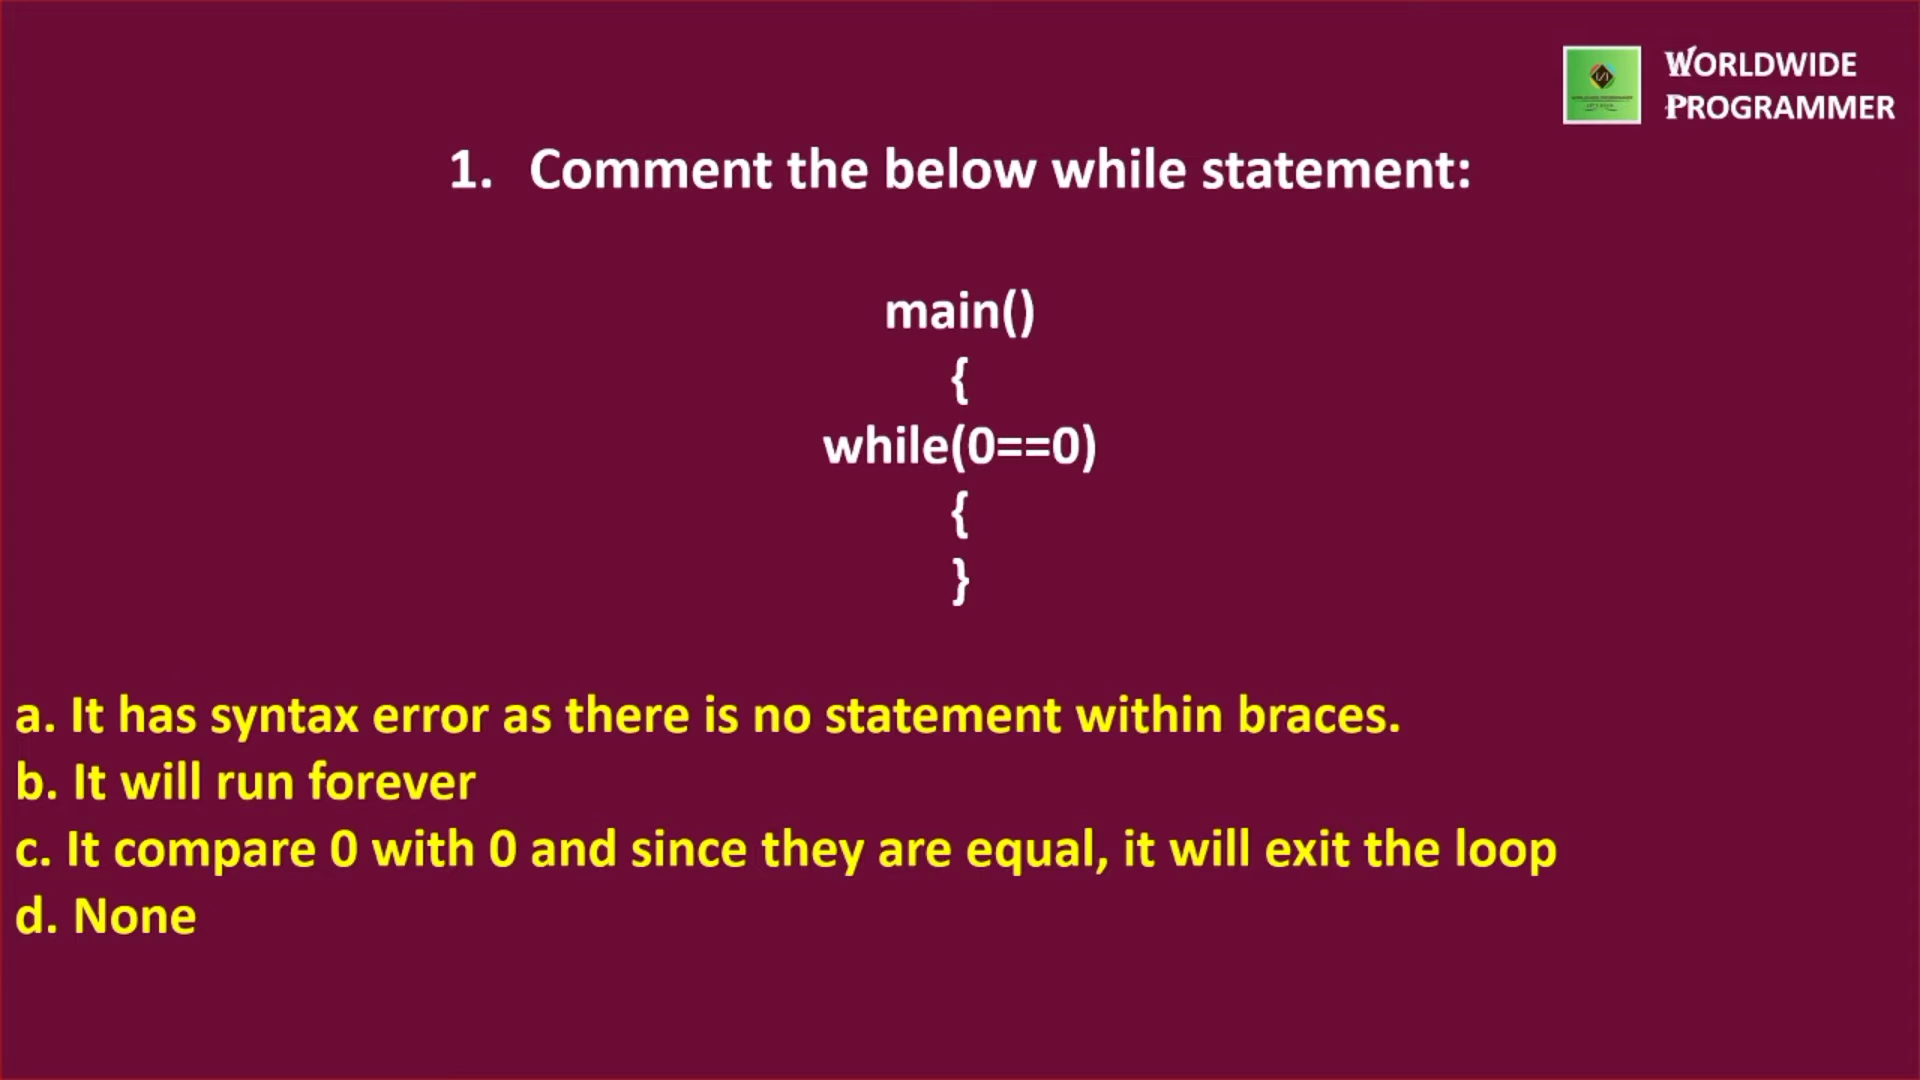 WORLDWIDE
PROGRAMMER
1. Comment the below while statement:
main()
{
while(0==0)
{
}
a. It has syntax error as there is no statement within braces.
b. It will run forever
c. It compare 0 with 0 and since they are equal, it will exit the loop
d. None